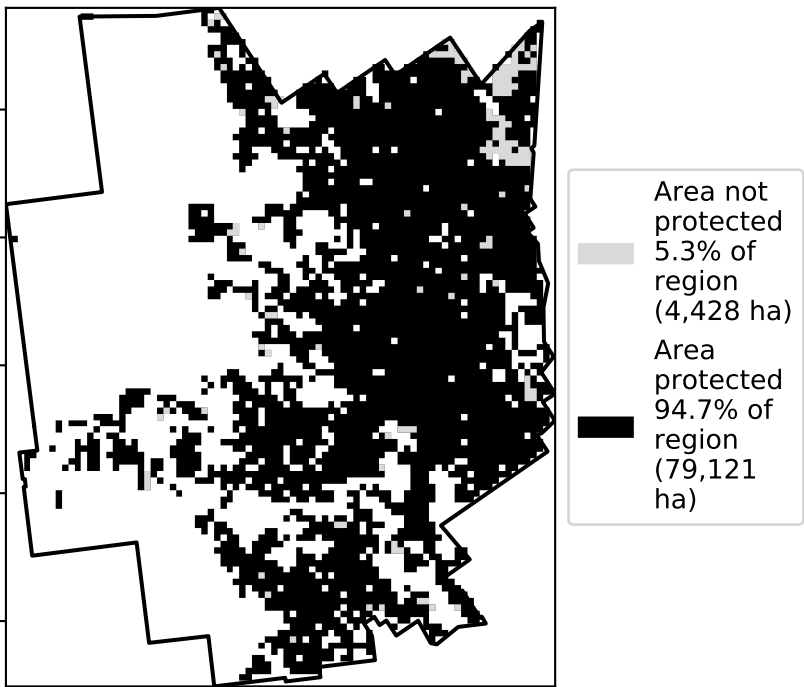 Area not
protected
5.3% of
region
(4,428 ha)
Area
protected
94.7% of
region
(79,121
ha)